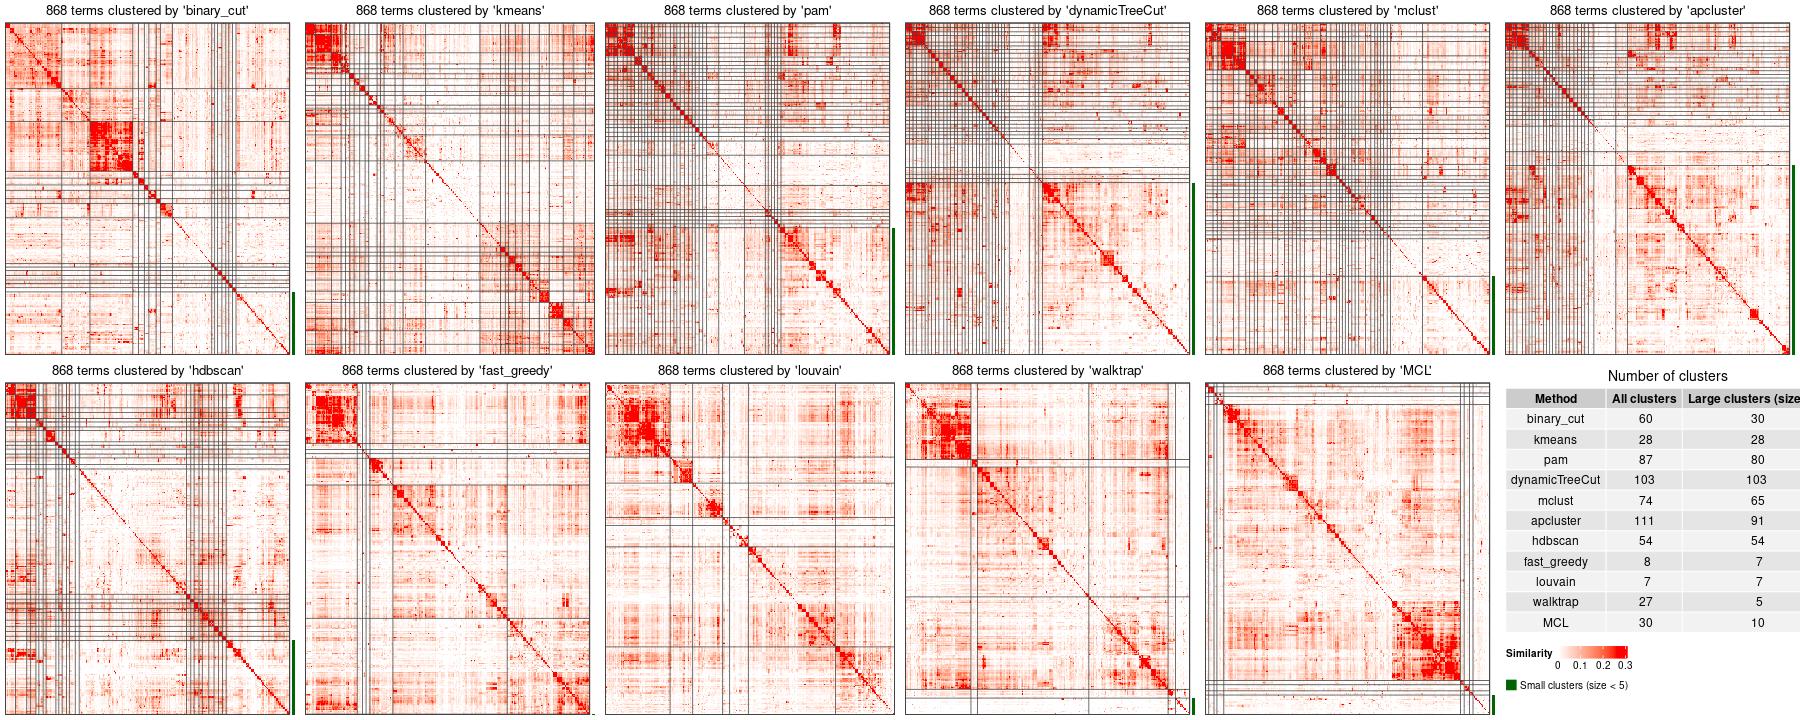 868 terms clustered by 'binary_cut'
868 terms clustered by 'kmeans'
868 terms clustered by 'pam'
868 terms clustered by 'dynamicTreeCut'
868 terms clustered by 'mclust'
868 terms clustered by 'apcluster'
868 terms clustered by 'hdbscan'
868 terms clustered by 'fast_greedy'
868 terms clustered by 'louvain'
868 terms clustered by 'walktrap'
868 terms clustered by 'MCL'
Number of clusters
Method All clusters Large clusters (size
binary_cut 60 30
kmeans 28 28
pam 87 80
dynamicTreeCut 103 103
mclust 74 65
apcluster 111 91
hdbscan 54 54
fast_greedy 8 7
louvain 7 7
walktrap 27 5
MCL 30 10
Similarity
0 0.1 0.2 0.3
Small clusters (size < 5)